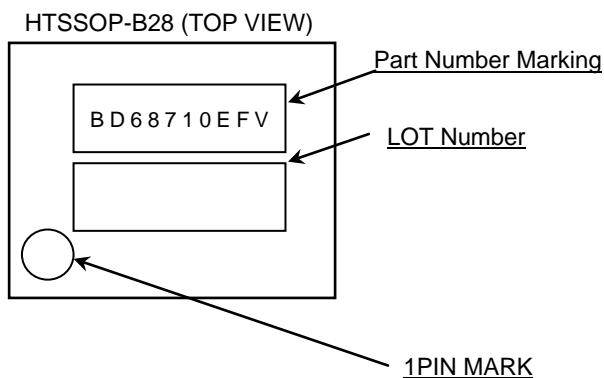 HTSSOP-B28 (TOP VIEW)
Part Number Marking
BD68710EFV
LOT Number
1PIN MARK